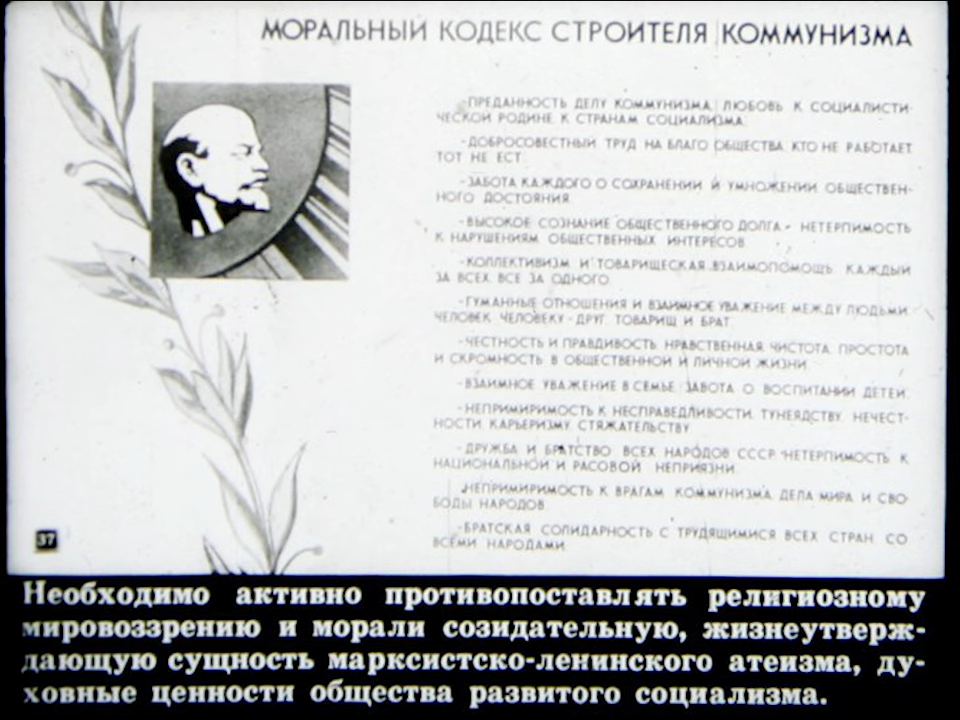 МОРАЛЬНЫЙ КОДЕКС СТРОИТЕЛЯ КОММУНИЗМА
-ПРЕДАННОСТЬ ДЕЛУ КОММУНИЗМА, ЛЮБОВЬ К СОЦИАЛИСТИ-
ЧЕСКОЙ РОДИНЕ, К СТРАНАМ СОЦИАЛИЗМА.
-ДОБРОСОВЕСТНЫЙ ТРУД НА БЛАГО ОБЩЕСТВА: КТО НЕ РАБОТАЕТ,
ТОТ НЕ ЕСТ.
-ЗАБОТА КАЖДОГО О СОХРАНЕНИИ И УМНОЖЕНИИ ОБЩЕСТВЕН-
НОГО ДОСТОЯНИЯ.
-ВЫСОКОЕ СОЗНАНИЕ ОБЩЕСТВЕННОГО ДОЛГА, НЕТЕРПИМОСТЬ
К НАРУШЕНИЯМ ОБЩЕСТВЕННЫХ ИНТЕРЕСОВ.
-КОЛЛЕКТИВИЗМ И ТОВАРИЩЕСКАЯ ВЗАИМОПОМОЩЬ: КАЖДЫЙ
ЗА ВСЕХ, ВСЕ ЗА ОДНОГО.
-ГУМАННЫЕ ОТНОШЕНИЯ И ВЗАИМНОЕ УВАЖЕНИЕ МЕЖДУ ЛЮДЬМИ:
ЧЕЛОВЕК ЧЕЛОВЕКУ - ДРУГ, ТОВАРИЩ И БРАТ.
-ЧЕСТНОСТЬ И ПРАВДИВОСТЬ, НРАВСТВЕННАЯ ЧИСТОТА, ПРОСТОТА
И СКРОМНОСТЬ В ОБЩЕСТВЕННОЙ И ЛИЧНОЙ ЖИЗНИ.
-ВЗАИМНОЕ УВАЖЕНИЕ В СЕМЬЕ, ЗАБОТА О ВОСПИТАНИИ ДЕТЕЙ.
-НЕПРИМИРИМОСТЬ К НЕСПРАВЕДЛИВОСТИ, ТУНЕЯДСТВУ, НЕЧЕСТ-
НОСТИ, КАРЬЕРИЗМУ, СТЯЖАТЕЛЬСТВУ.
-ДРУЖБА И БРАТСТВО ВСЕХ НАРОДОВ СССР, НЕТЕРПИМОСТЬ К
НАЦИОНАЛЬНОЙ И РАСОВОЙ НЕПРИЯЗНИ.
-НЕПРИМИРИМОСТЬ К ВРАГАМ КОММУНИЗМА, ДЕЛА МИРА И СВО-
БОДЫ НАРОДОВ.
-БРАТСКАЯ СОЛИДАРНОСТЬ С ТРУДЯЩИМИСЯ ВСЕХ СТРАН, СО
ВСЕМИ НАРОДАМИ.
37
Необходимо активно противопоставлять религиозному
мировоззрению и морали созидательную, жизнеутверж-
дающую сущность марксистско-ленинского атеизма, ду-
ховные ценности общества развитого социализма.